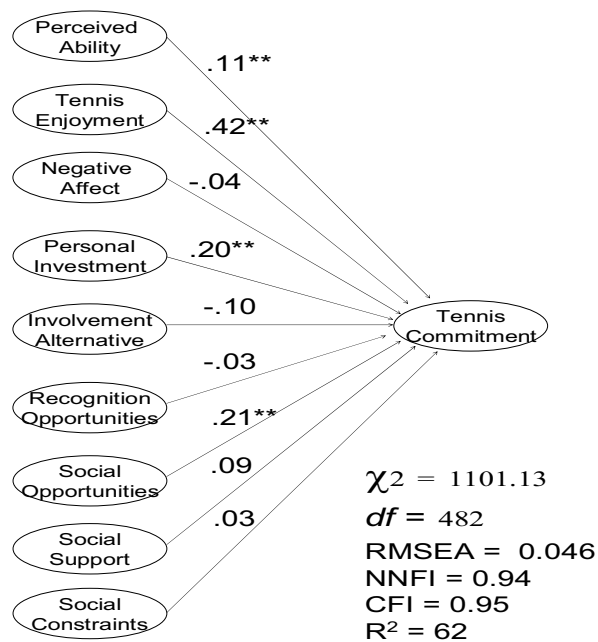 Perceived
Ability
.11**
Tennis
Enjoyment
.42**
Negative
Affect
-.04
Personal
Investment
.20**
Involvement
Alternative
-.10
Tennis
Commitment
Recognition
Opportunities
-.03
Social
Opportunities
.21**
Social
Support
.09
Social
Constraints
.03
χ2 = 1101.13
df = 482
RMSEA = 0.046
NNFI = 0.94
CFI = 0.95
R² = 62